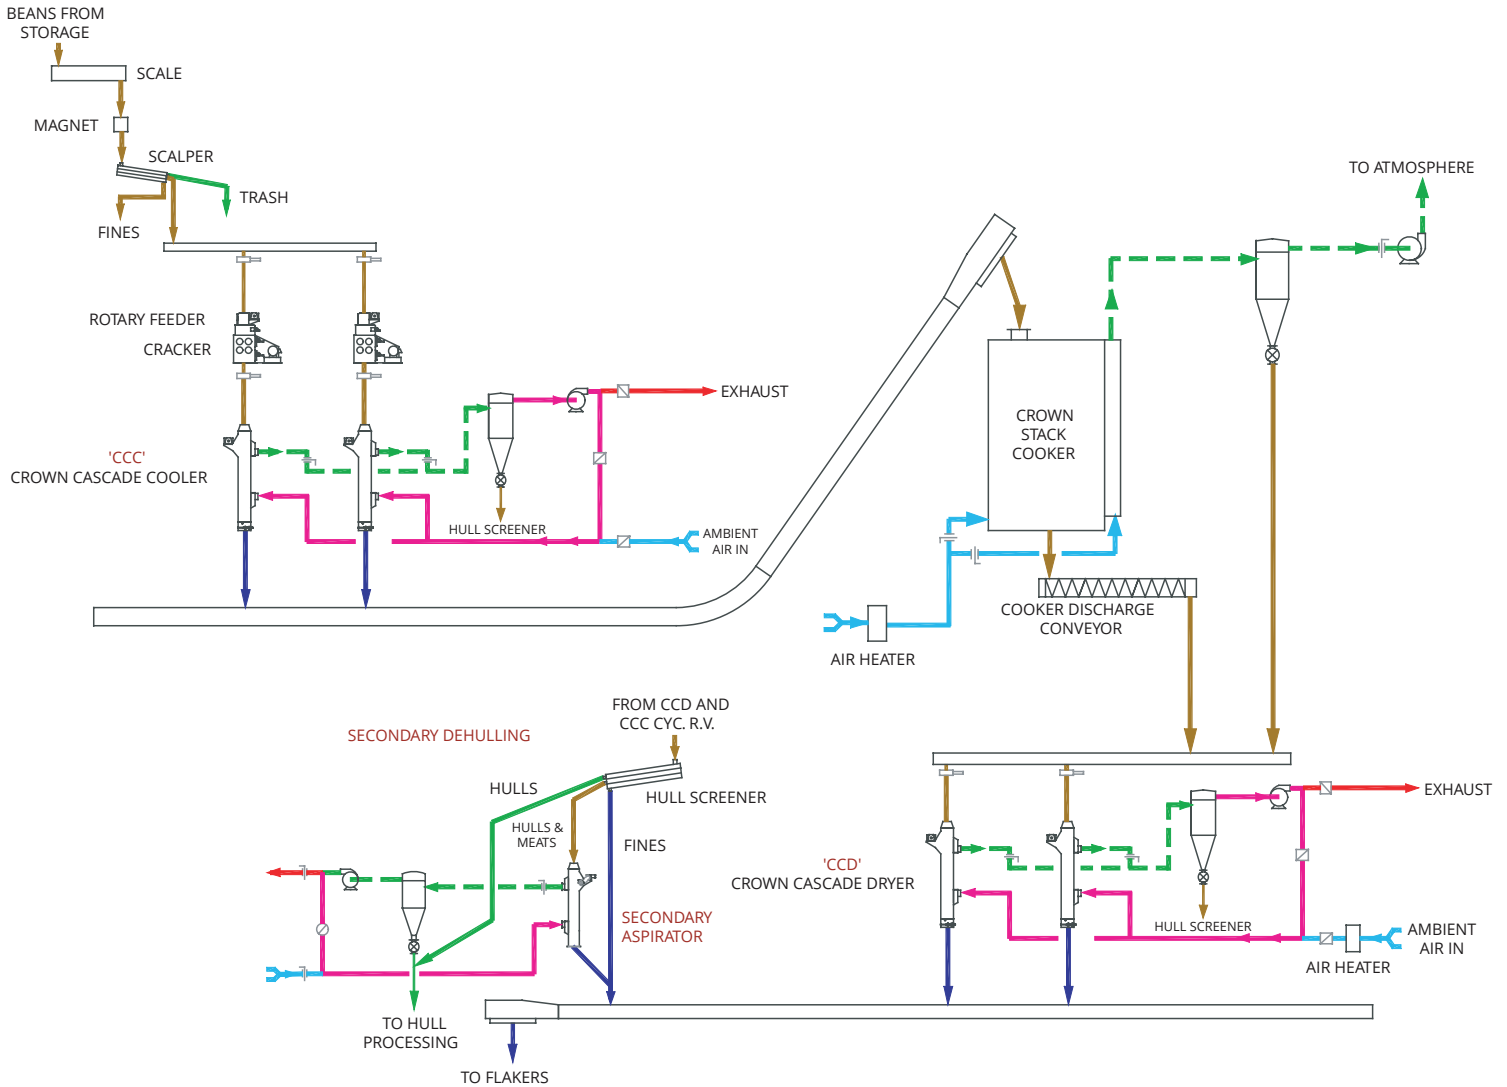 BEANS FROM
STORAGE
SCALE
MAGNET
SCALPER
TRASH
FINES
TO ATMOSPHERE
ROTARY FEEDER
CRACKER
EXHAUST
CROWN
STACK
COOKER
'CCC'
CROWN CASCADE COOLER
HULL SCREENER
AMBIENT
AIR IN
COOKER DISCHARGE
CONVEYOR
AIR HEATER
FROM CCD AND
CCC CYC. R.V.
SECONDARY DEHULLING
HULLS
HULL SCREENER
HULLS &
MEATS
FINES
EXHAUST
'CCD'
CROWN CASCADE DRYER
SECONDARY
ASPIRATOR
HULL SCREENER
AMBIENT
AIR IN
AIR HEATER
TO HULL
PROCESSING
TO FLAKERS